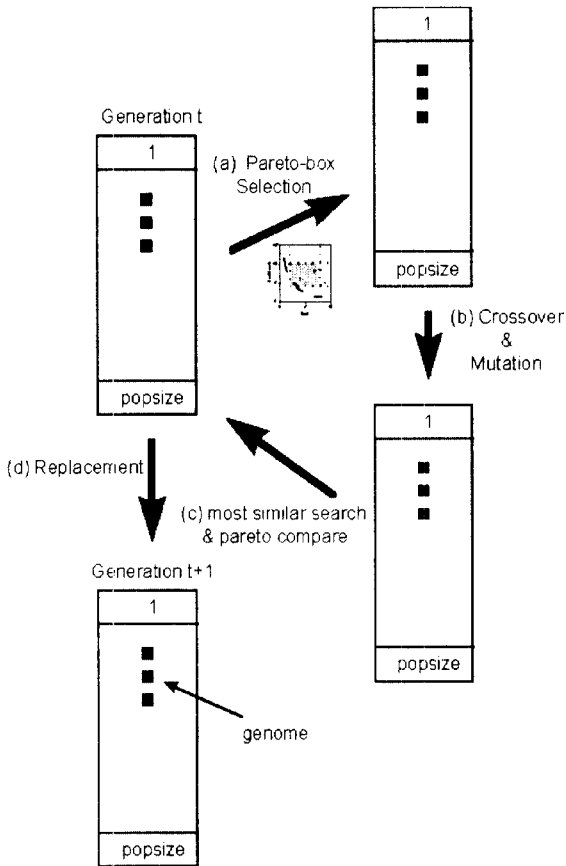 1
Generation t
1
(a) Pareto-box
Selection
popsize
(b) Crossover
&
Mutation
popsize
1
(d) Replacement
(c) most similar search
& pareto compare
Generation t+1
1
popsize
genome
popsize